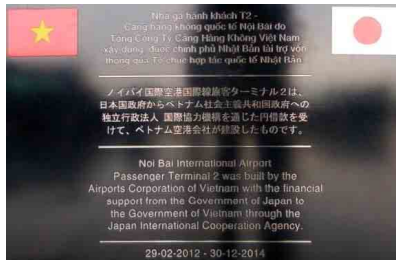 Nhà ga hành khách T2 -
Cảng hàng không quốc tế Nội Bài do
Tổng Công Ty Cảng Hàng Không Việt Nam
xây dựng, được chính phủ Nhật Bản tài trợ vốn
thông qua Tổ chức hợp tác quốc tế Nhật Bản.
ノイバイ国際空港国際線旅客ターミナル2は、
日本国政府からベトナム社会主義共和国政府への
独立行政法人 国際協力機構を通じた円借款を受
けて、ベトナム空港会社が建設したものです。
Noi Bai International Airport
Passenger Terminal 2 was built by the
Airports Corporation of Vietnam with the financial
support from the Government of Japan to
the Government of Vietnam through the
Japan International Cooperation Agency.
29-02-2012 - 30-12-2014